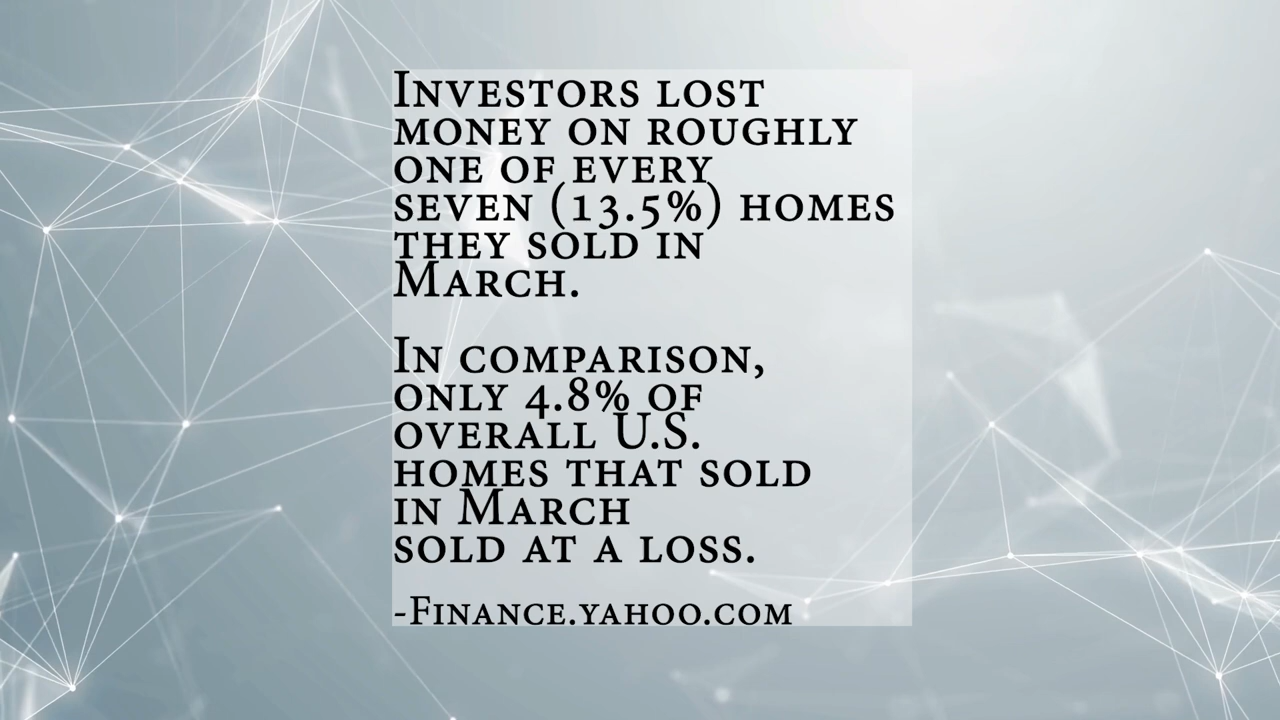 Investors lost
money on roughly
one of every
seven (13.5%) homes
they sold in
March.
In comparison,
only 4.8% of
overall U.S.
homes that sold
in March
sold at a loss.
-Finance.yahoo.com